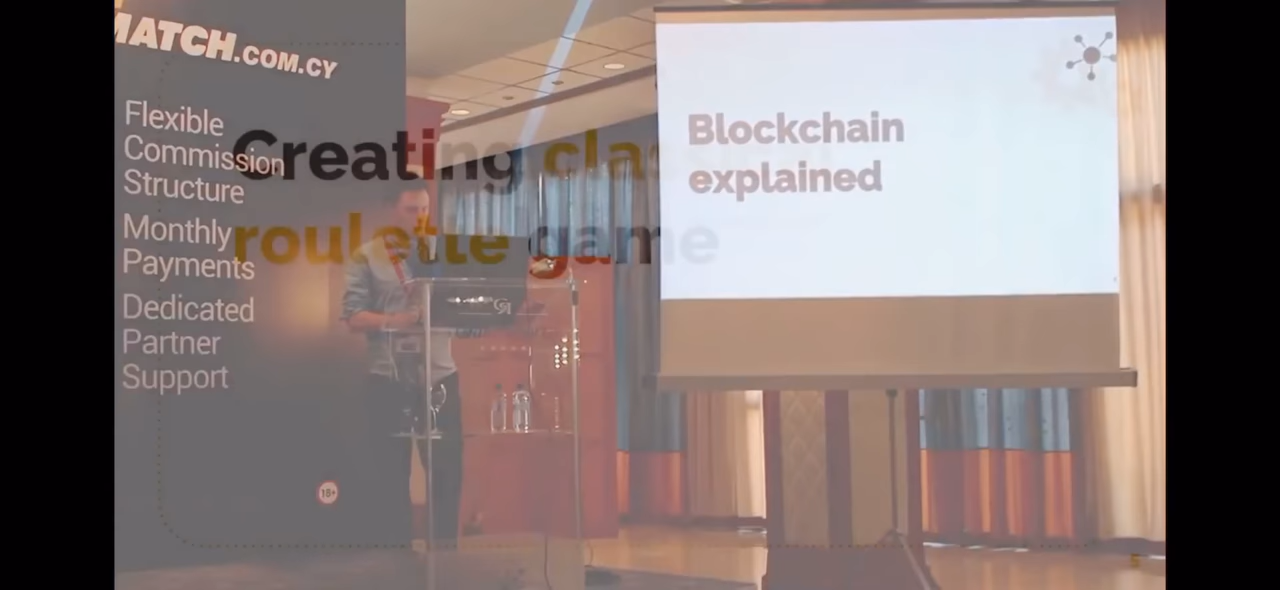 MATCH.COM.CY
Flexible
Commission
Structure
Monthly
Payments
Dedicated
Partner
Support
18+
Creating
roulette game
Blockchain
explained